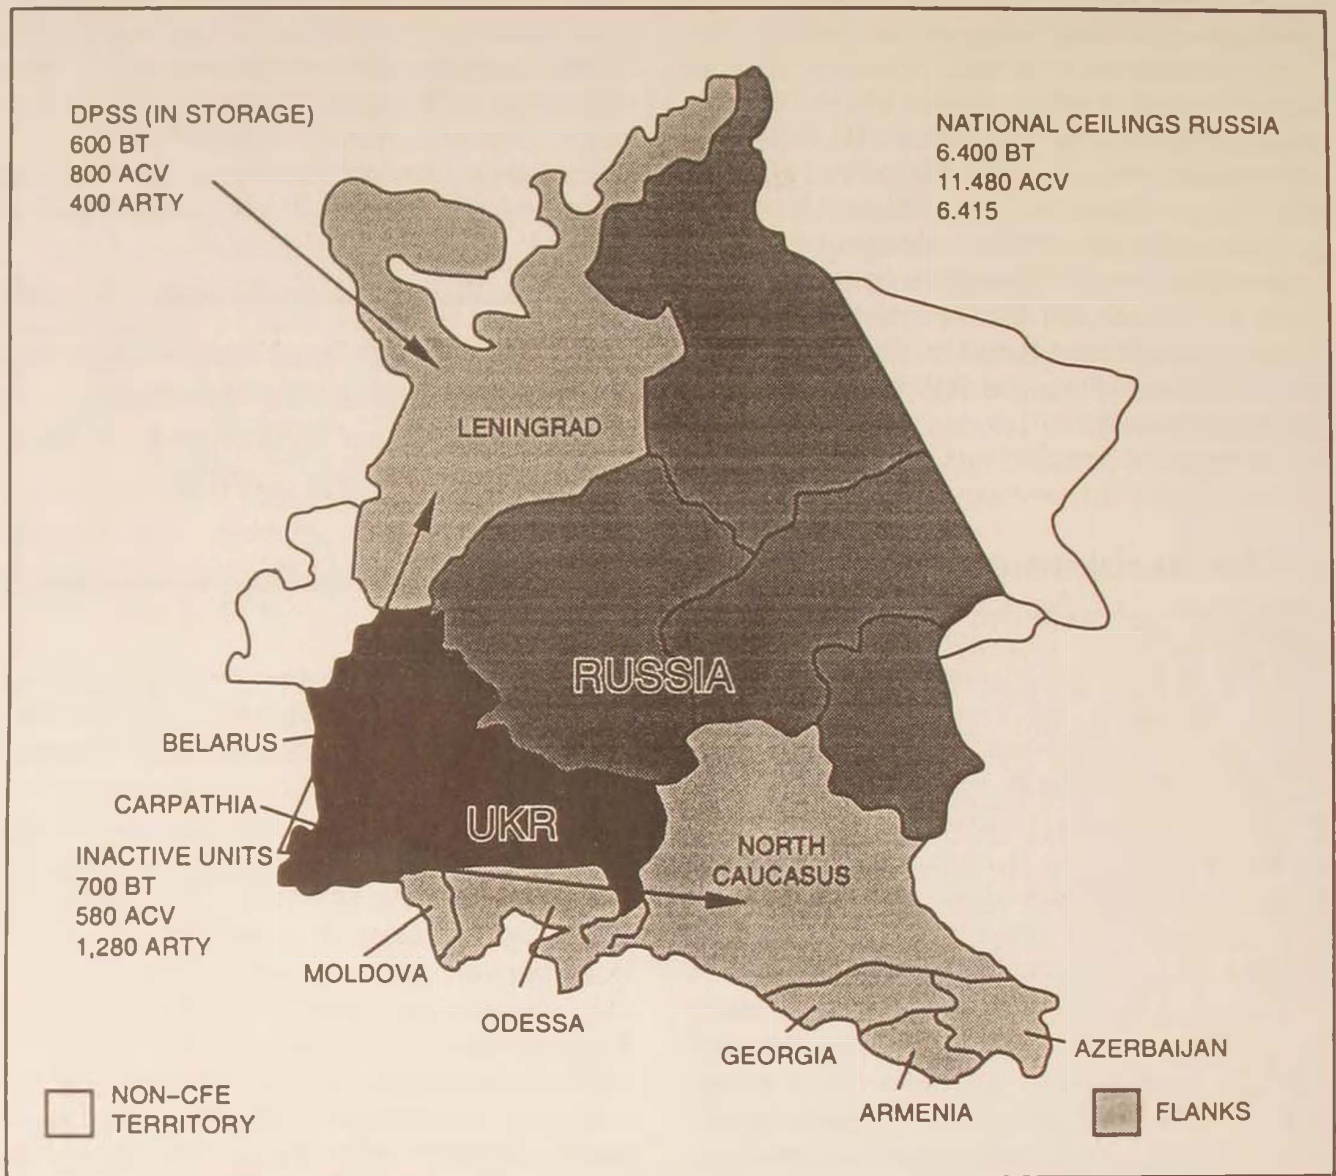 DPSS (IN STORAGE)
600 BT
800 ACV
400 ARTY
NATIONAL CEILINGS RUSSIA
6.400 BT
11.480 ACV
6.415
LENINGRAD
RUSSIA
BELARUS
CARPATHIA
UKR
INACTIVE UNITS
700 BT
580 ACV
1,280 ARTY
NORTH
CAUCASUS
MOLDOVA
ODESSA
GEORGIA
AZERBAIJAN
ARMENIA
NON–CFE
TERRITORY
FLANKS